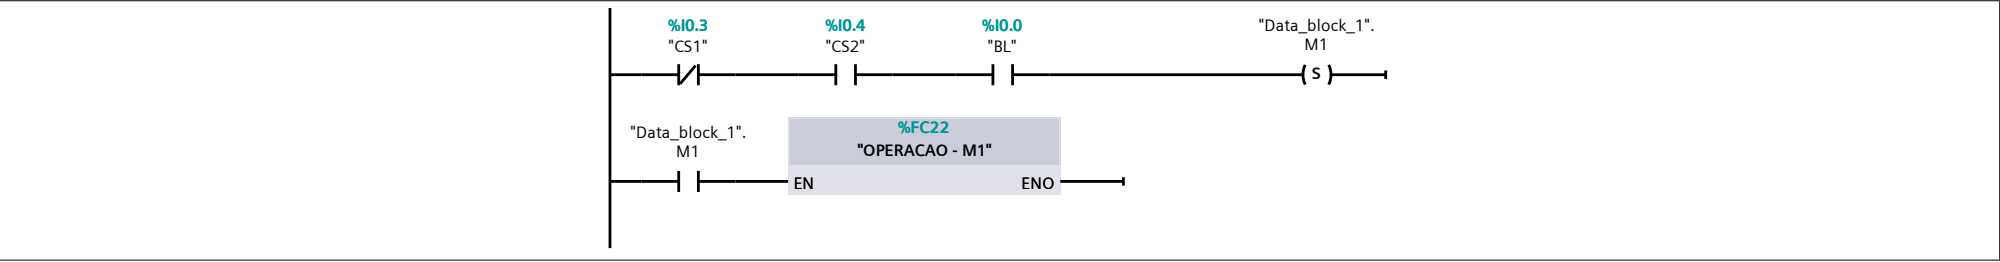 %I0.3 %I0.4 %I0.0 "Data_block_1".
"CS1" "CS2" "BL" M1
S
"Data_block_1". %FC22
M1 "OPERACAO - M1"
EN ENO